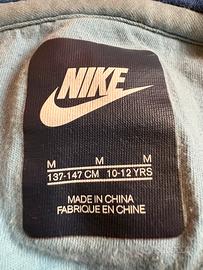 NIKE
M M M
137-147 CM 10-12 YRS
MADE IN CHINA
FABRIQUE EN CHINE